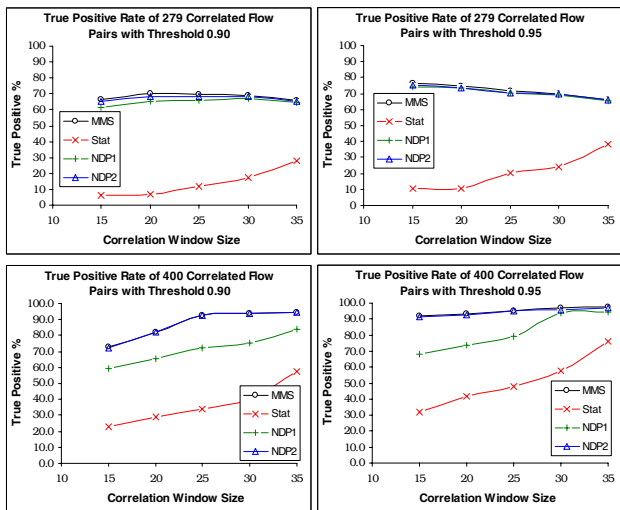 True Positive Rate of 279 Correlated Flow
Pairs with Threshold 0.90
True Positive %
100
90
80
70
60
50
40
30
20
10
0
MMS
Stat
NDP1
NDP2
10 15 20 25 30 35
Correlation Window Size
True Positive Rate of 279 Correlated Flow
Pairs with Threshold 0.95
True Positive %
100
90
80
70
60
50
40
30
20
10
0
MMS
Stat
NDP1
NDP2
10 15 20 25 30 35
Correlation Window Size
True Positive Rate of 400 Correlated Flow
Pairs with Threshold 0.90
True Positive %
100.0
90.0
80.0
70.0
60.0
50.0
40.0
30.0
20.0
10.0
0.0
MMS
Stat
NDP1
NDP2
10 15 20 25 30 35
Correlation Window Size
True Positive Rate of 400 Correlated Flow
Pairs with Threshold 0.95
True Positive %
100.0
90.0
80.0
70.0
60.0
50.0
40.0
30.0
20.0
10.0
0.0
MMS
Stat
NDP1
NDP2
10 15 20 25 30 35
Correlation Window Size